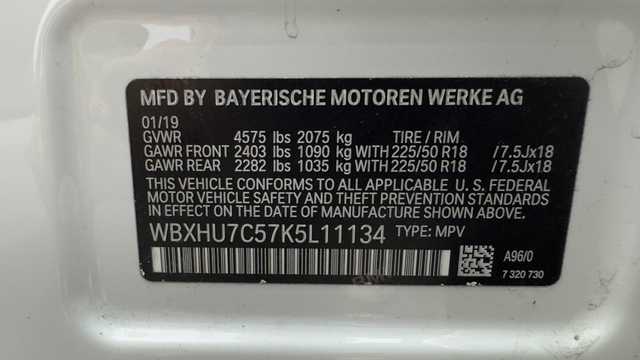 MFD BY BAYERISCHE MOTOREN WERKE AG
01/19
GVWR 4575 lbs 2075 kg TIRE / RIM
GAWR FRONT 2403 lbs 1090 kg WITH 225/50 R18 /7.5Jx18
GAWR REAR 2282 lbs 1035 kg WITH 225/50 R18 /7.5Jx18
THIS VEHICLE CONFORMS TO ALL APPLICABLE U. S. FEDERAL
MOTOR VEHICLE SAFETY AND THEFT PREVENTION STANDARDS
IN EFFECT ON THE DATE OF MANUFACTURE SHOWN ABOVE.
WBXHU7C57K5L11134 TYPE: MPV
A96/0
7 320 730